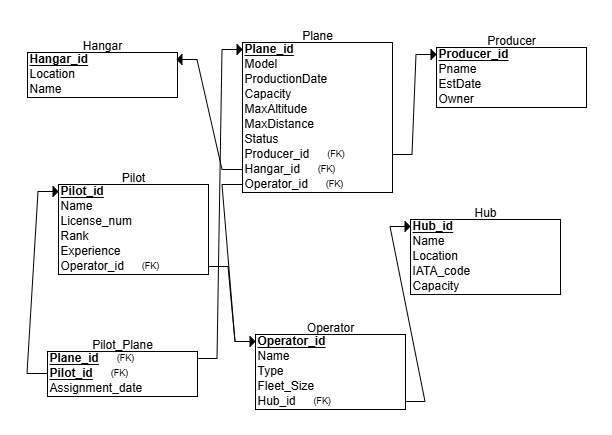 Hangar
Hangar_id
Location
Name
Plane
Plane_id
Model
ProductionDate
Capacity
MaxAltitude
MaxDistance
Status
Producer_id (FK)
Hangar_id (FK)
Operator_id (FK)
Producer
Producer_id
Pname
EstDate
Owner
Pilot
Pilot_id
Name
License_num
Rank
Experience
Operator_id (FK)
Hub
Hub_id
Name
Location
IATA_code
Capacity
Pilot_Plane
Plane_id (FK)
Pilot_id (FK)
Assignment_date
Operator
Operator_id
Name
Type
Fleet_Size
Hub_id (FK)